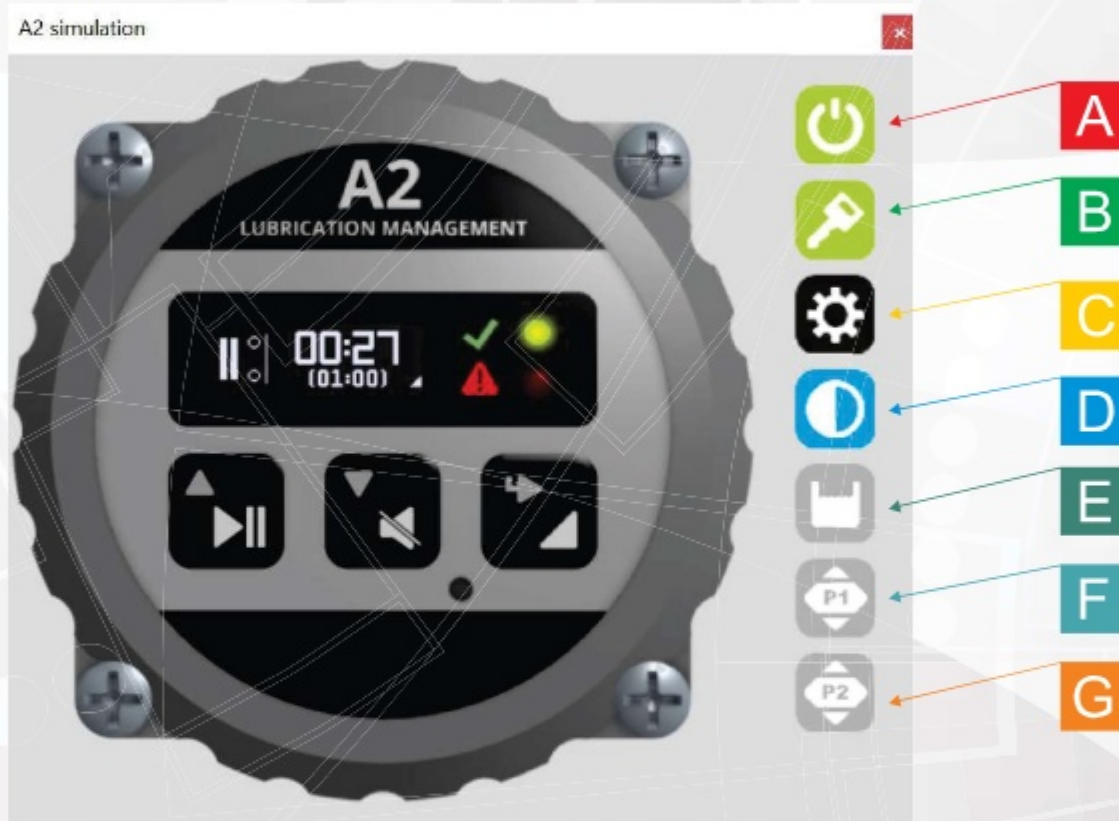 A2 simulation
A2
LUBRICATION MANAGEMENT
00:27
(01:00)
P1
P2
A
B
C
D
E
F
G